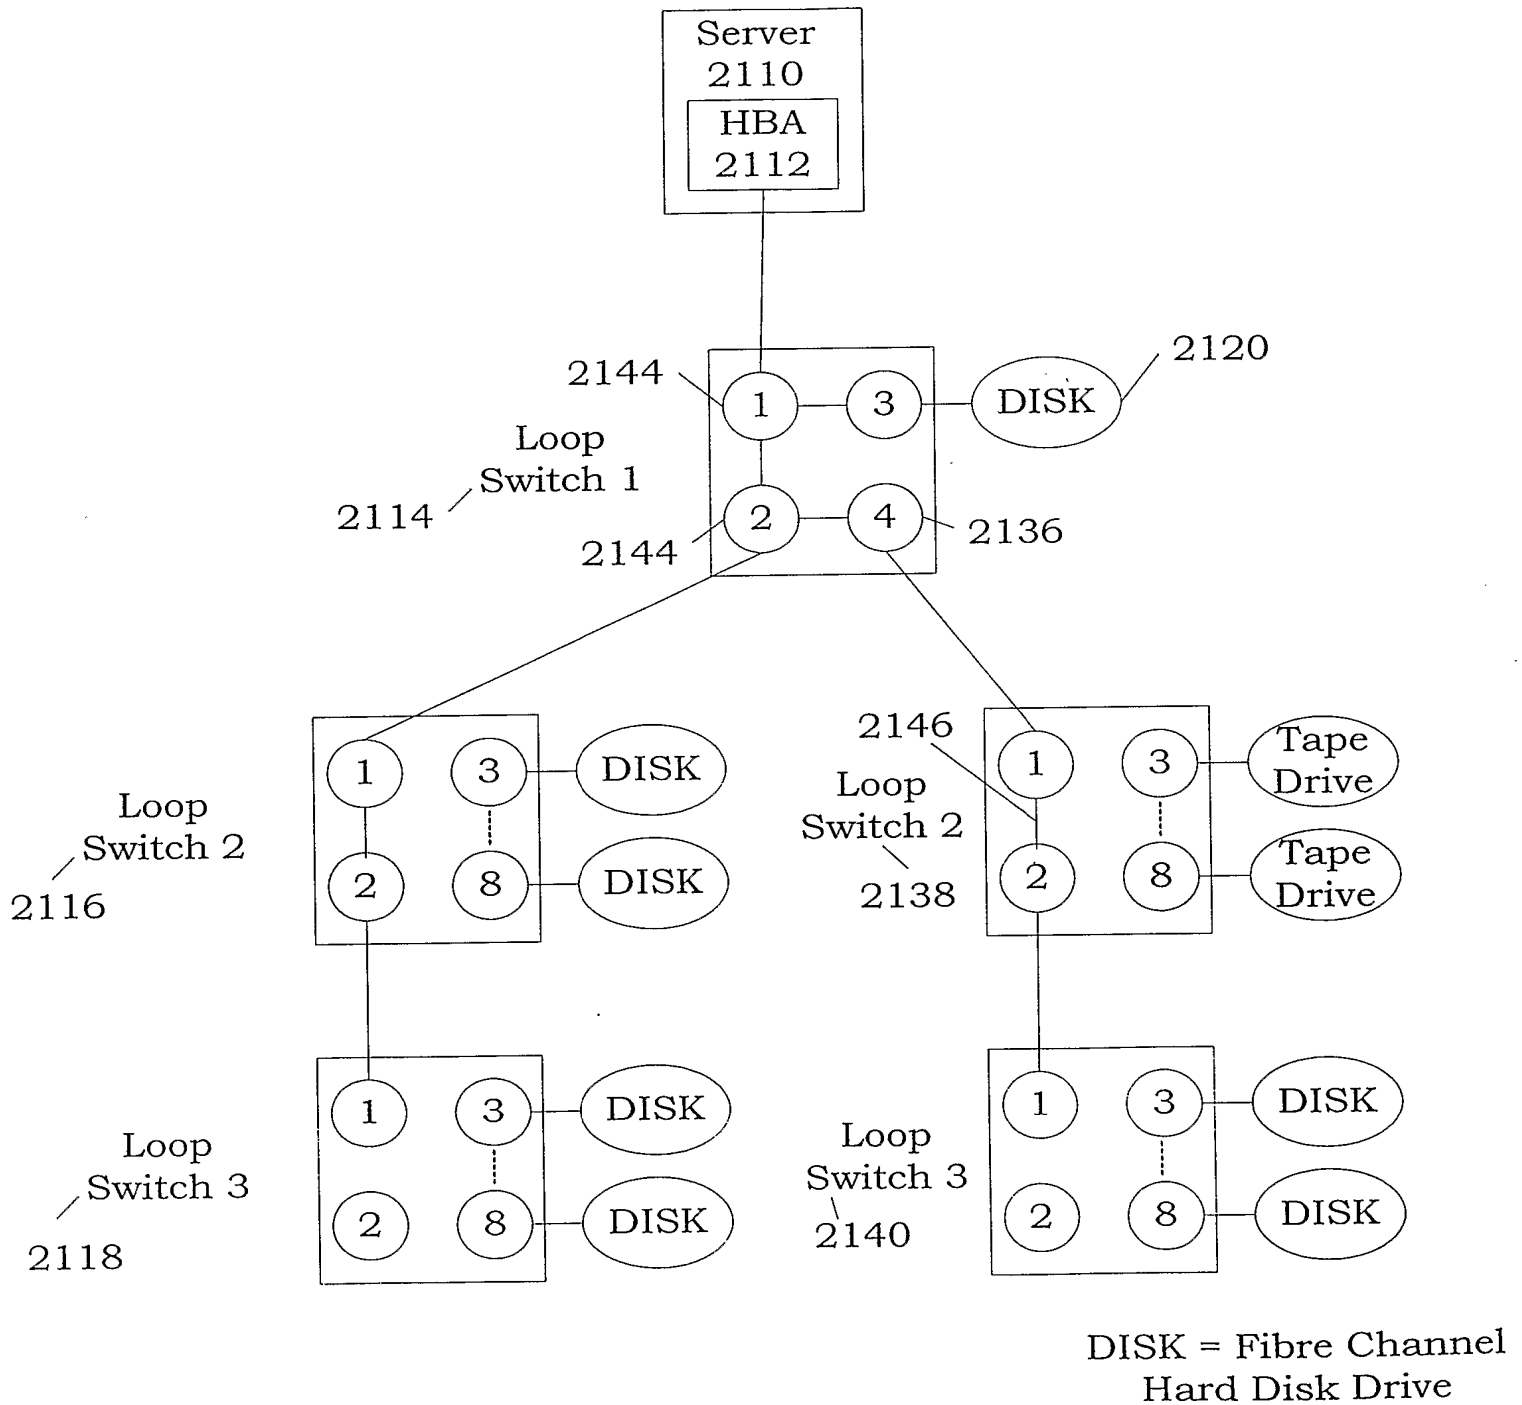 Server
2110
HBA
2112
2144
1
3
DISK
2120
Loop
Switch 1
2114
2
4
2136
2144
1
3
DISK
Loop
Switch 2
2116
2
8
DISK
2146
1
3
Tape
Drive
Loop
Switch 2
2138
2
8
Tape
Drive
1
3
DISK
Loop
Switch 3
2118
2
8
DISK
1
3
DISK
Loop
Switch 3
2140
2
8
DISK
DISK = Fibre Channel
Hard Disk Drive